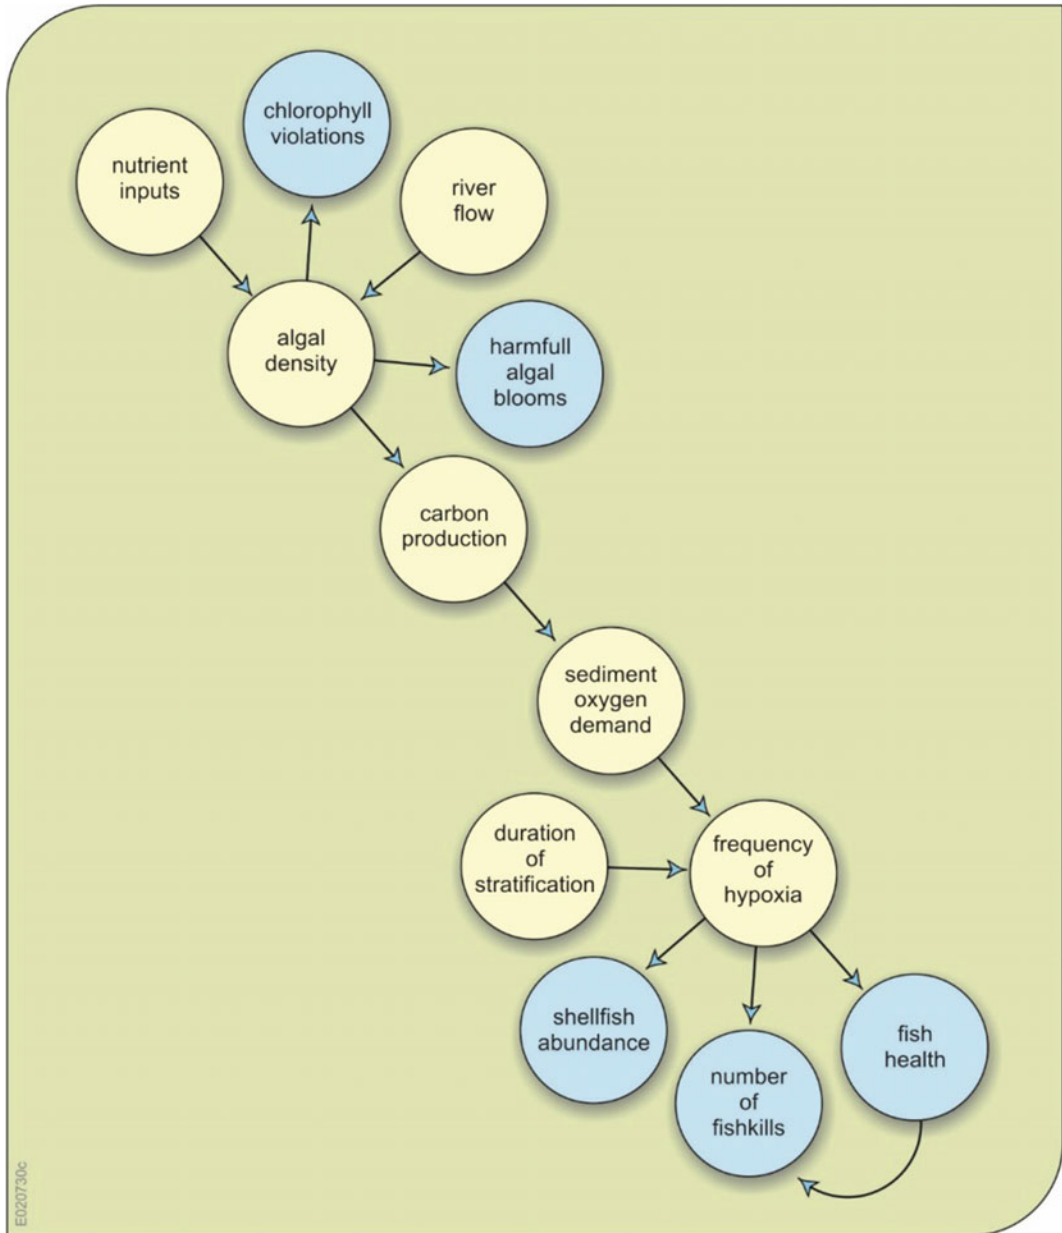 chlorophyll
violations
nutrient
inputs
river
flow
algal
density
harmfull
algal
blooms
carbon
production
sediment
oxygen
demand
duration
of
stratification
frequency
of
hypoxia
shellfish
abundance
number
of
fishkills
fish
health
E020730c